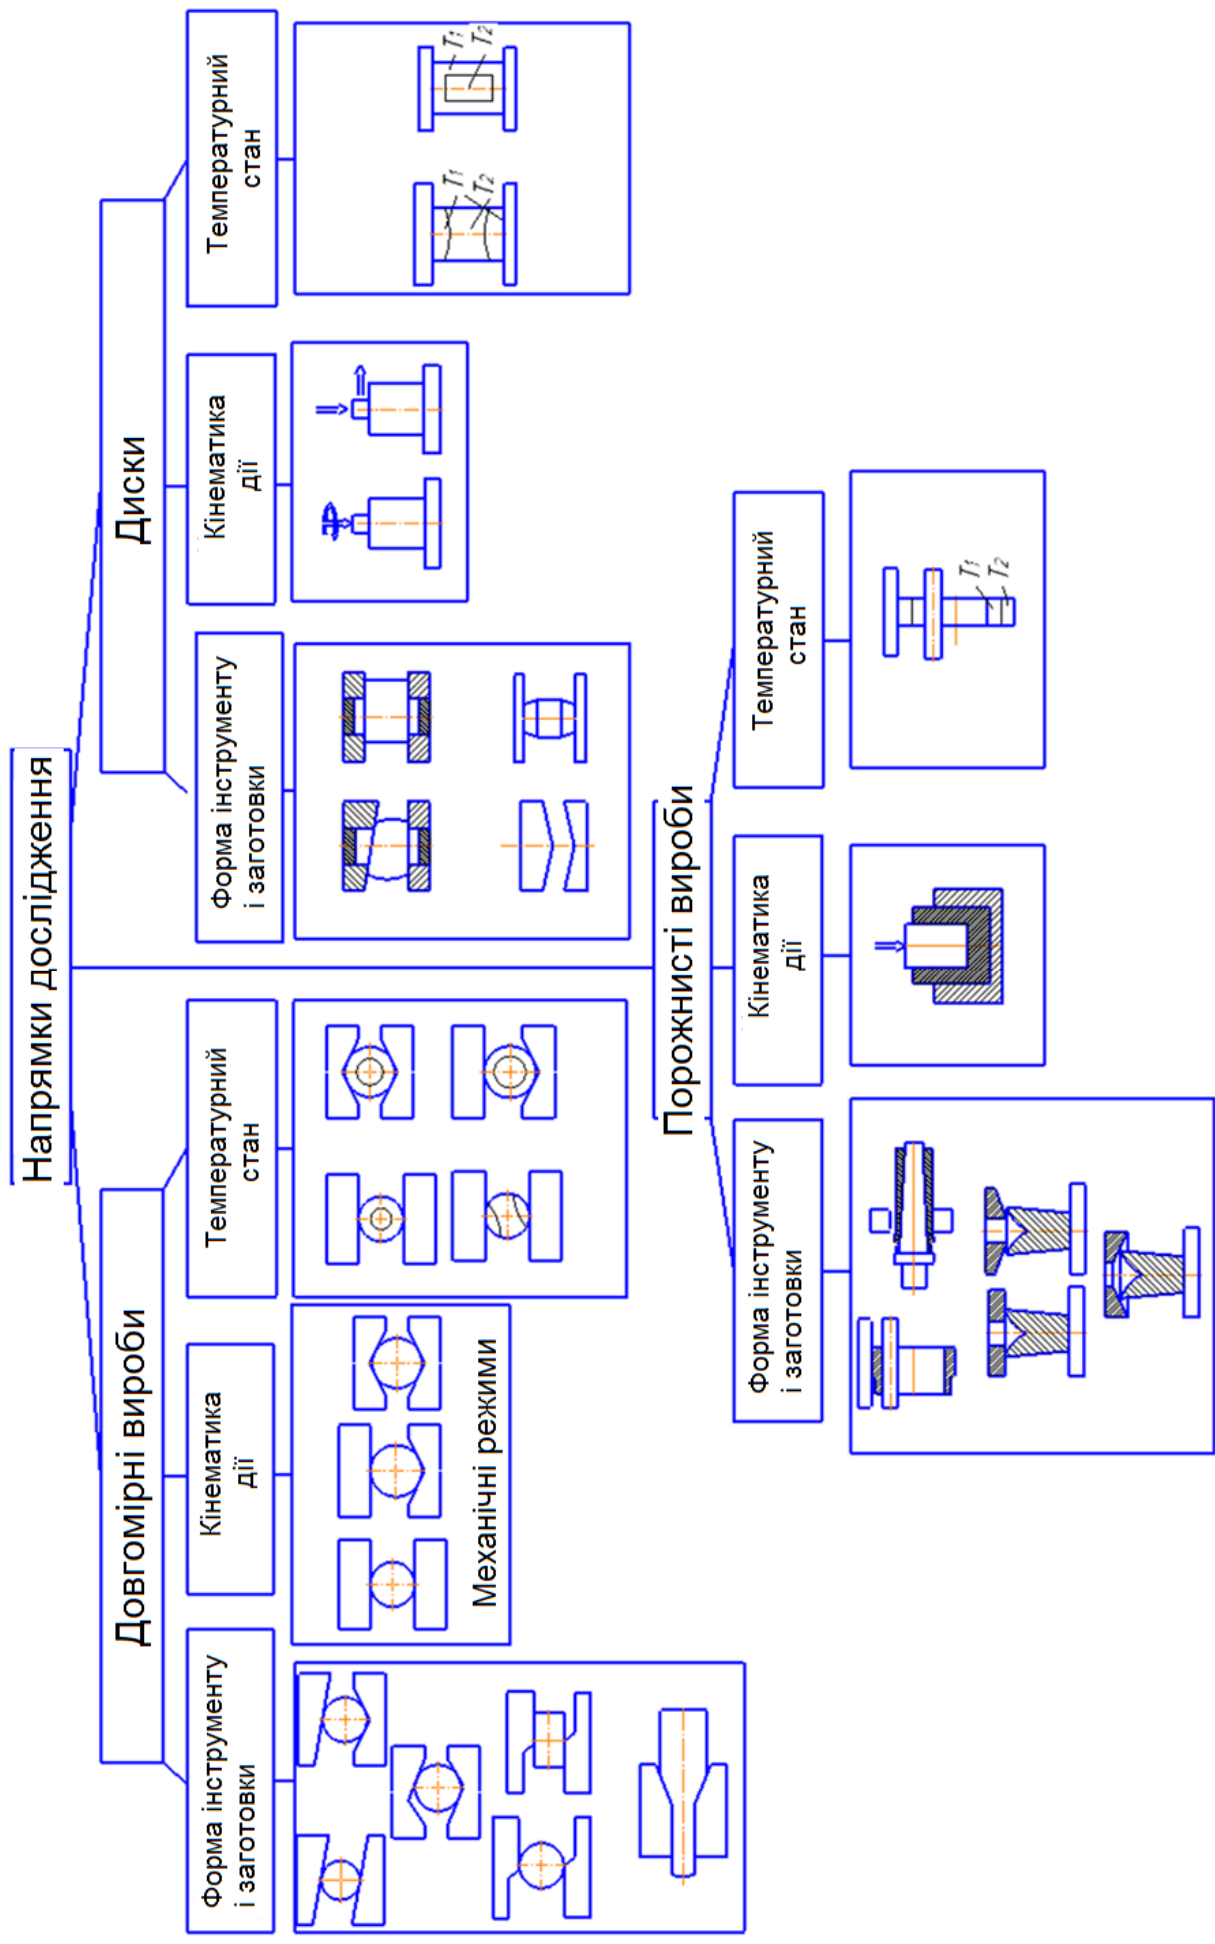 Напрямки дослідження
Довгомірні вироби
Диски
Форма інструменту
і заготовки
Кінематика
дії
Температурний
стан
Форма інструменту
і заготовки
Кінематика
дії
Температурний
стан
Механічні режими
T1
T2
T1
T2
Порожнисті вироби
Форма інструменту
і заготовки
Кінематика
дії
Температурний
стан
T1
T2